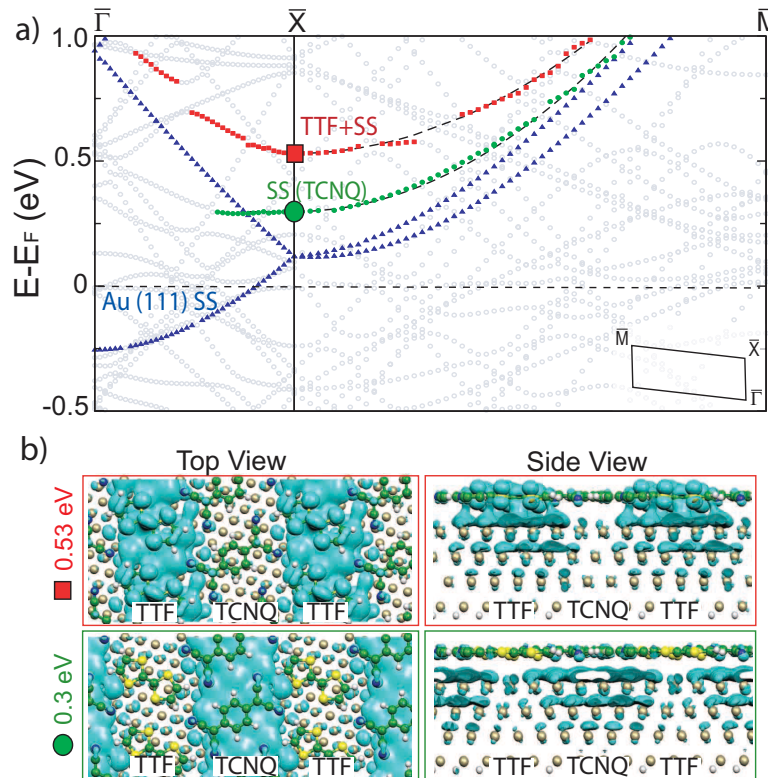 a)
Γ̅ X̅ M̅
1.0
TTF+SS
0.5
SS (TCNQ)
E-EF (eV)
0
Au (111) SS
M̅
X̅
Γ̅
-0.5
b)
Top View Side View
0.53 eV
TTF TCNQ TTF TTF TCNQ TTF
0.3 eV
TTF TCNQ TTF TTF TCNQ TTF